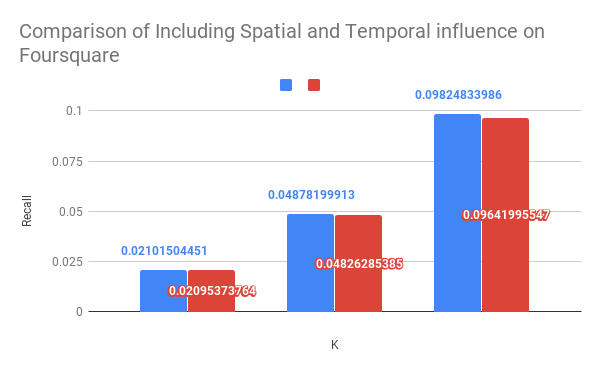 Comparison of Including Spatial and Temporal influence on
Foursquare
0.09824833986
0.1
0.075
0.04878199913
0.05
0.09641995547
0.02101504451
0.04826285385
0.025
0.02095373764
0
Recall
K